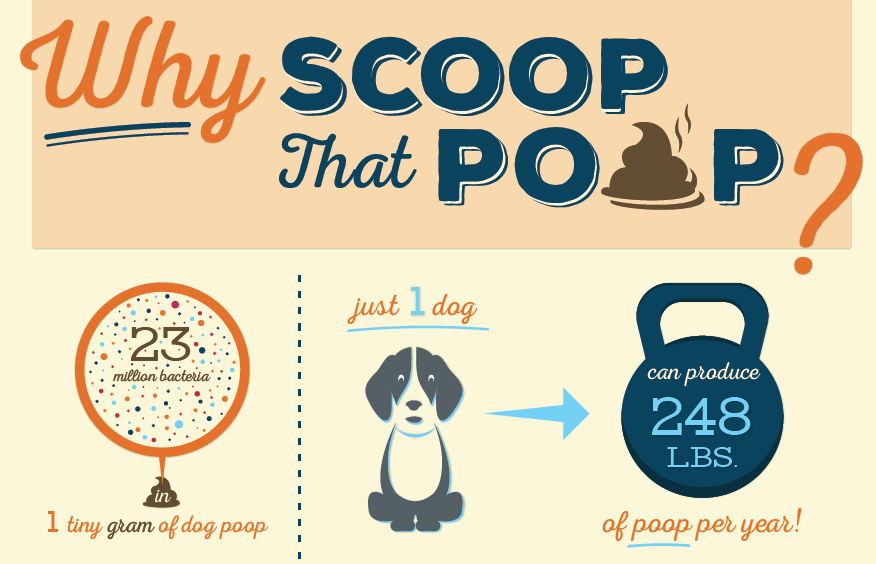 Why SCOOP
That POOP?
23
million bacteria
in
1 tiny gram of dog poop
just 1 dog
can produce
248
LBS.
of poop per year!